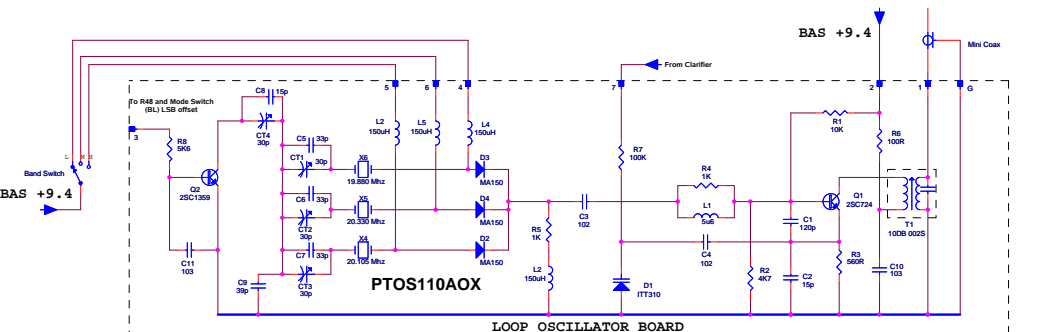 BAS +9.4
Mini Coax
From Clarifier
To R48 and Mode Switch
(BL) LSB offset
5
6
4
7
2
1
G
3
C8
15p
CT4
30p
L2
150uH
L5
150uH
L4
150uH
R1
10K
R6
100R
R8
5K6
C5
33p
CT1
30p
X6
19.880 Mhz
D3
MA150
R7
100K
R4
1K
L1
5u6
L
M
H
Band Switch
BAS +9.4
Q2
2SC1359
C6
33p
CT2
30p
X5
20.330 Mhz
D4
MA150
C3
102
Q1
2SC724
C1
120p
T1
10DB 002S
R5
1K
C7
33p
CT3
30p
X4
20.105 Mhz
D2
MA150
C4
102
R3
560R
C11
103
C9
39p
PTOS110AOX
L2
150uH
D1
ITT310
R2
4K7
C2
15p
C10
103
LOOP OSCILLATOR BOARD